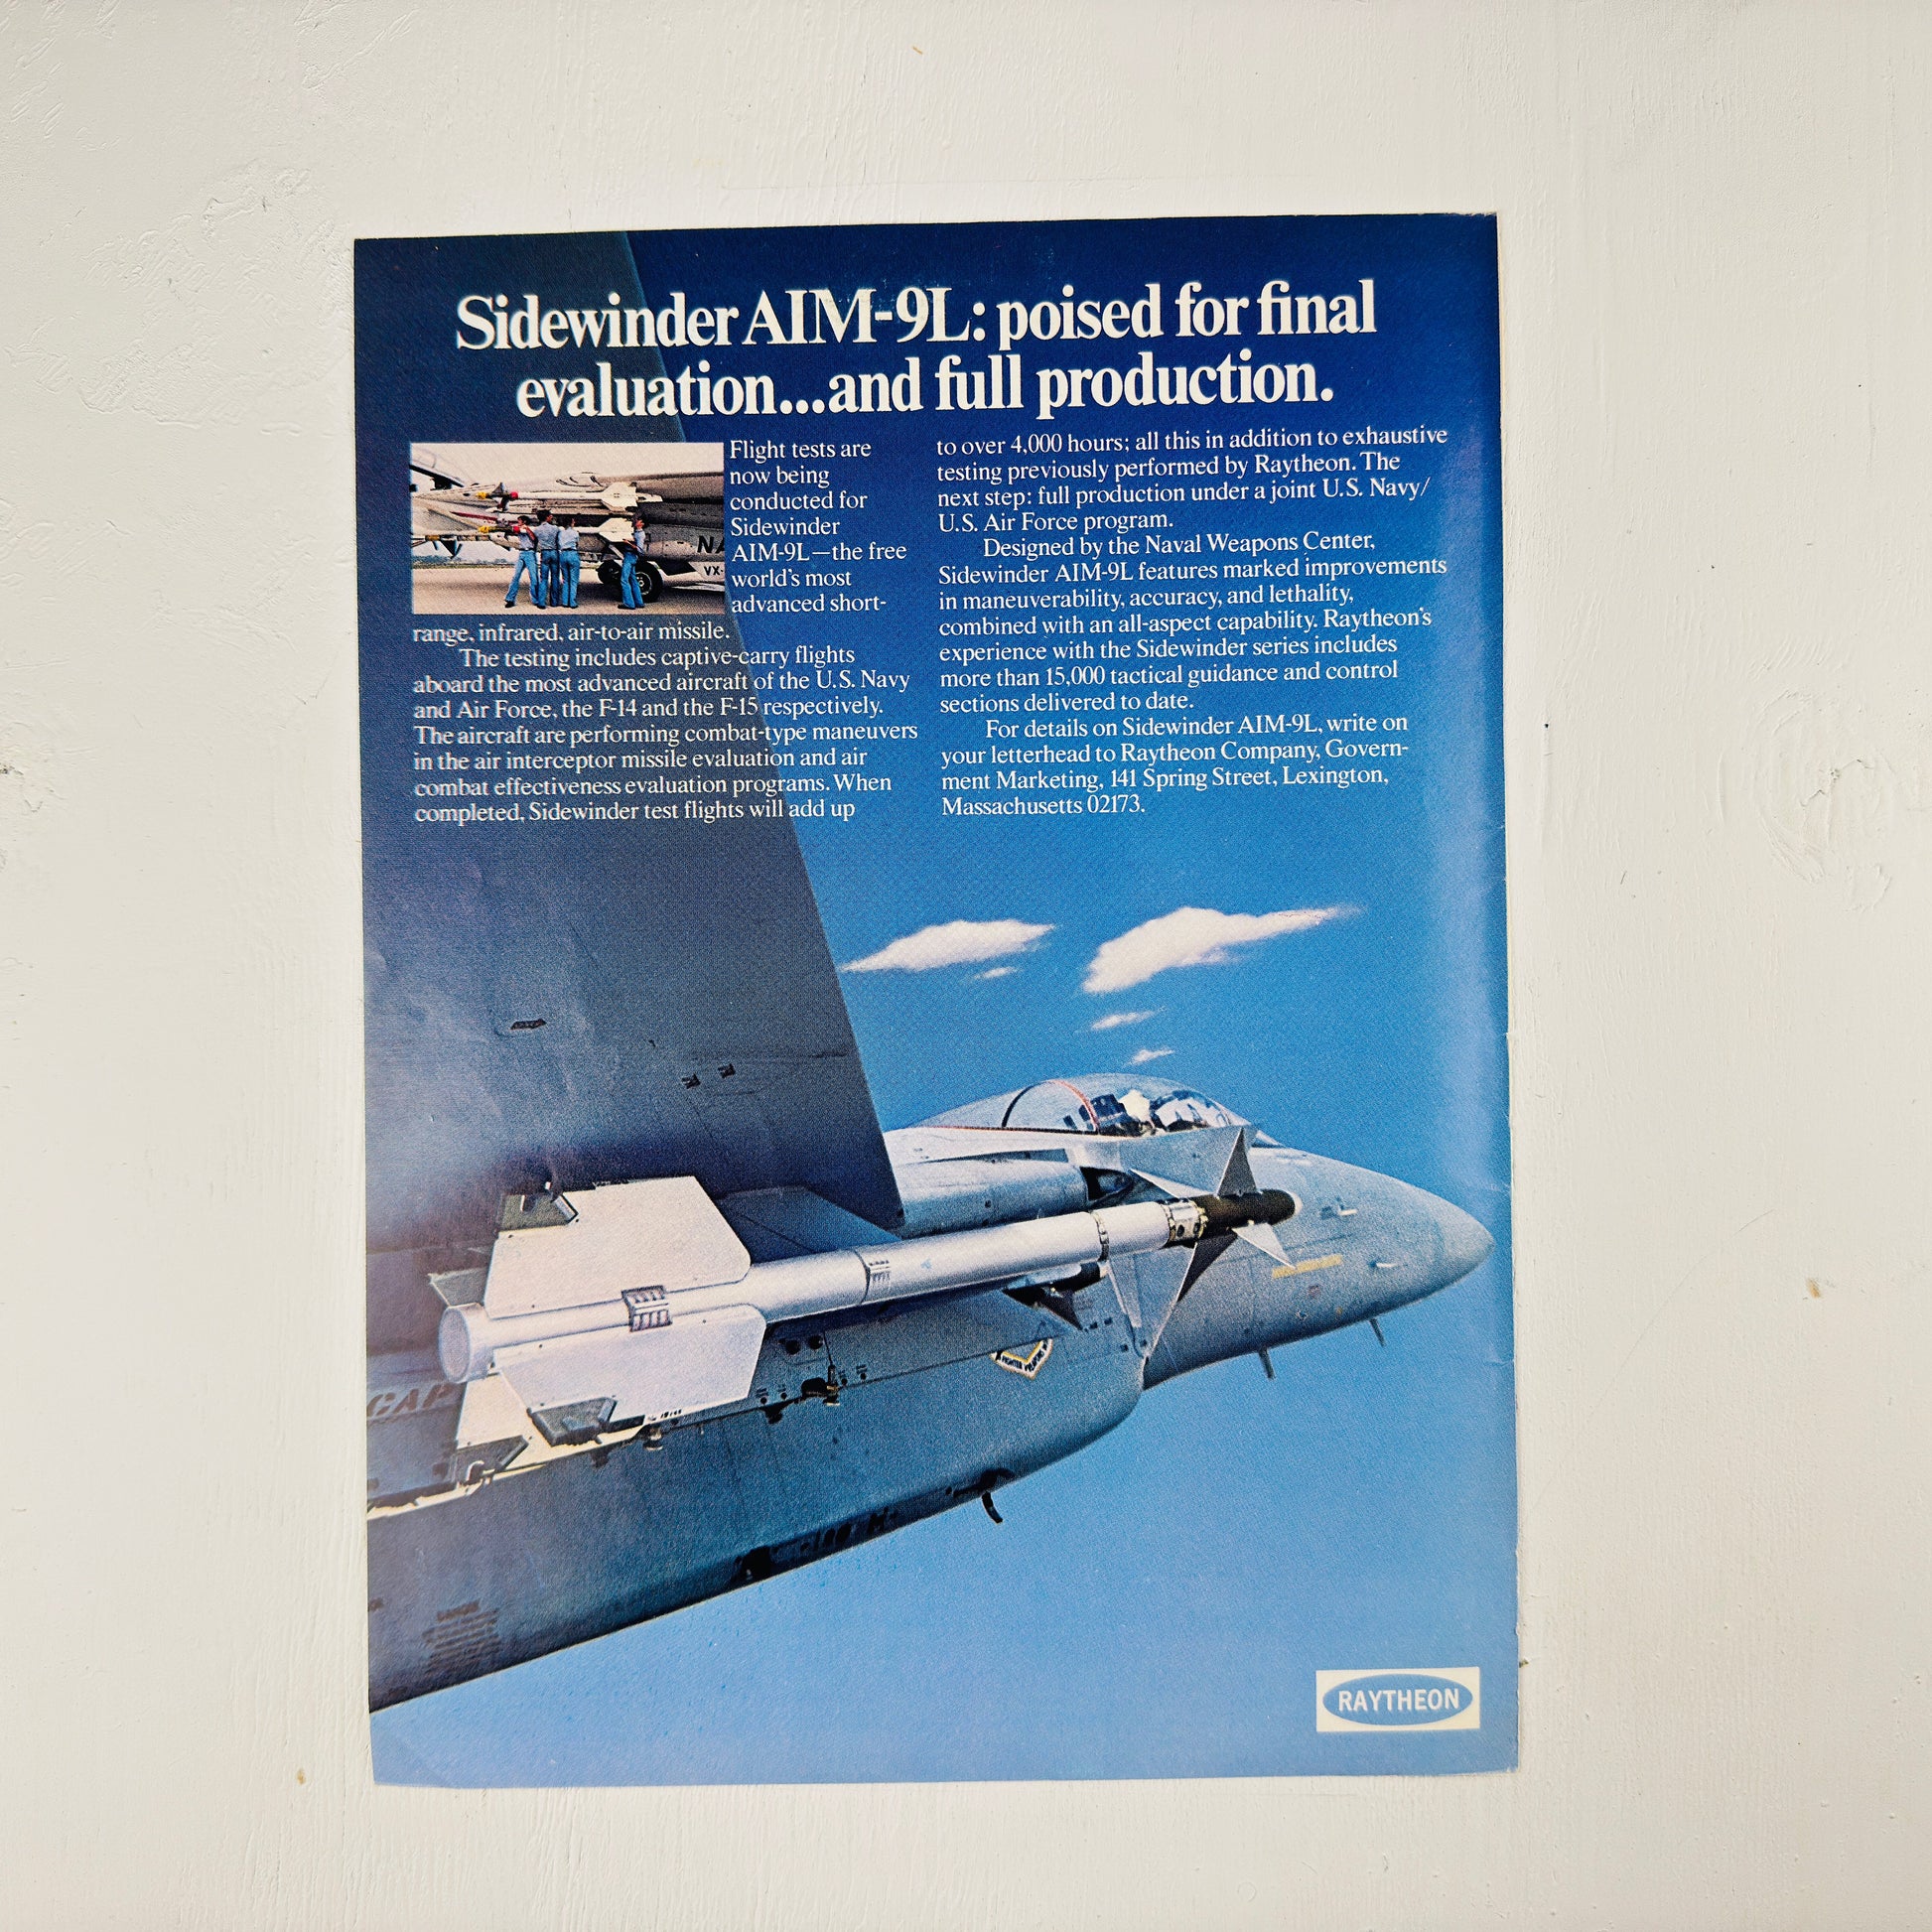 Sidewinder AIM-9L: poised for final
evaluation...and full production.
Flight tests are
now being
conducted for
Sidewinder
AIM-9L—the free
world's most
advanced short-
range, infrared, air-to-air missile.
The testing includes captive-carry flights
aboard the most advanced aircraft of the U.S. Navy
and Air Force, the F-14 and the F-15 respectively.
The aircraft are performing combat-type maneuvers
in the air interceptor missile evaluation and air
combat effectiveness evaluation programs. When
completed, Sidewinder test flights will add up
to over 4,000 hours; all this in addition to exhaustive
testing previously performed by Raytheon. The
next step: full production under a joint U.S. Navy/
U.S. Air Force program.
Designed by the Naval Weapons Center,
Sidewinder AIM-9L features marked improvements
in maneuverability, accuracy, and lethality,
combined with an all-aspect capability. Raytheon's
experience with the Sidewinder series includes
more than 15,000 tactical guidance and control
sections delivered to date.
For details on Sidewinder AIM-9L, write on
your letterhead to Raytheon Company, Govern-
ment Marketing, 141 Spring Street, Lexington,
Massachusetts 02173.
NA
VX-
CAP
RAYTHEON